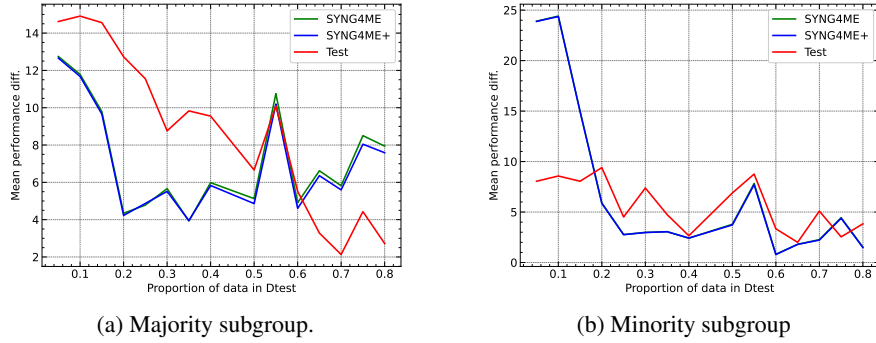 SYNG4ME
SYNG4ME+
Test
Mean performance diff.
14
12
10
8
6
4
2
0.1 0.2 0.3 0.4 0.5 0.6 0.7 0.8
Proportion of data in Dtest
(a) Majority subgroup.
SYNG4ME
SYNG4ME+
Test
Mean performance diff.
25
20
15
10
5
0
0.1 0.2 0.3 0.4 0.5 0.6 0.7 0.8
Proportion of data in Dtest
(b) Minority subgroup